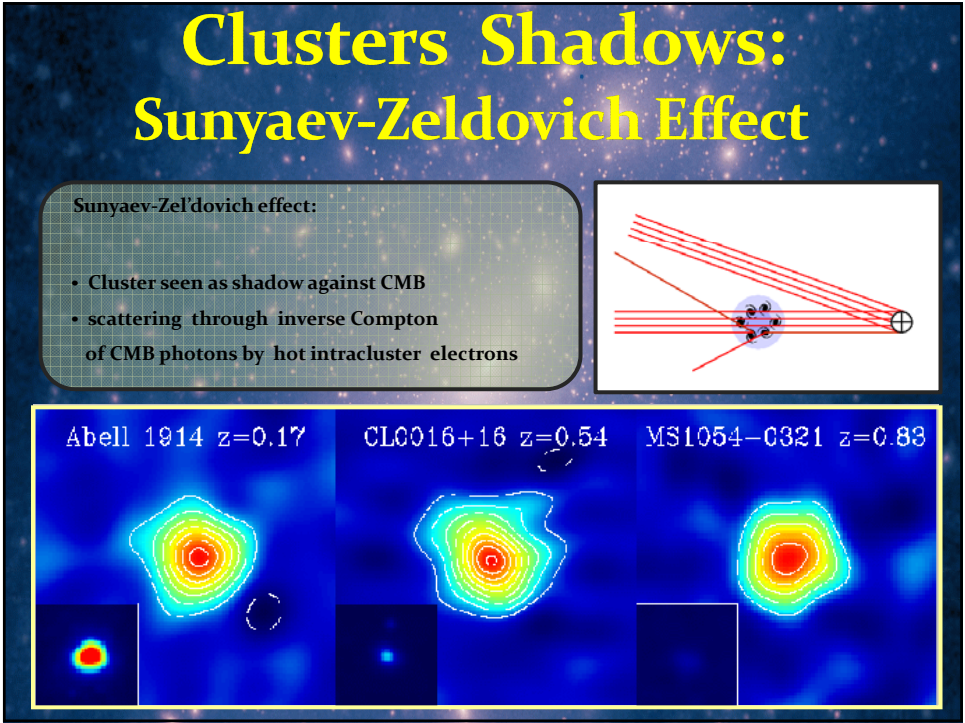 Clusters Shadows:
Sunyaev-Zeldovich Effect
Sunyaev-Zel’dovich effect:
• Cluster seen as shadow against CMB
• scattering through inverse Compton
of CMB photons by hot intracluster electrons
Abell 1914 z=0.17
CL0016+16 z=0.54
MS1054-0321 z=0.83